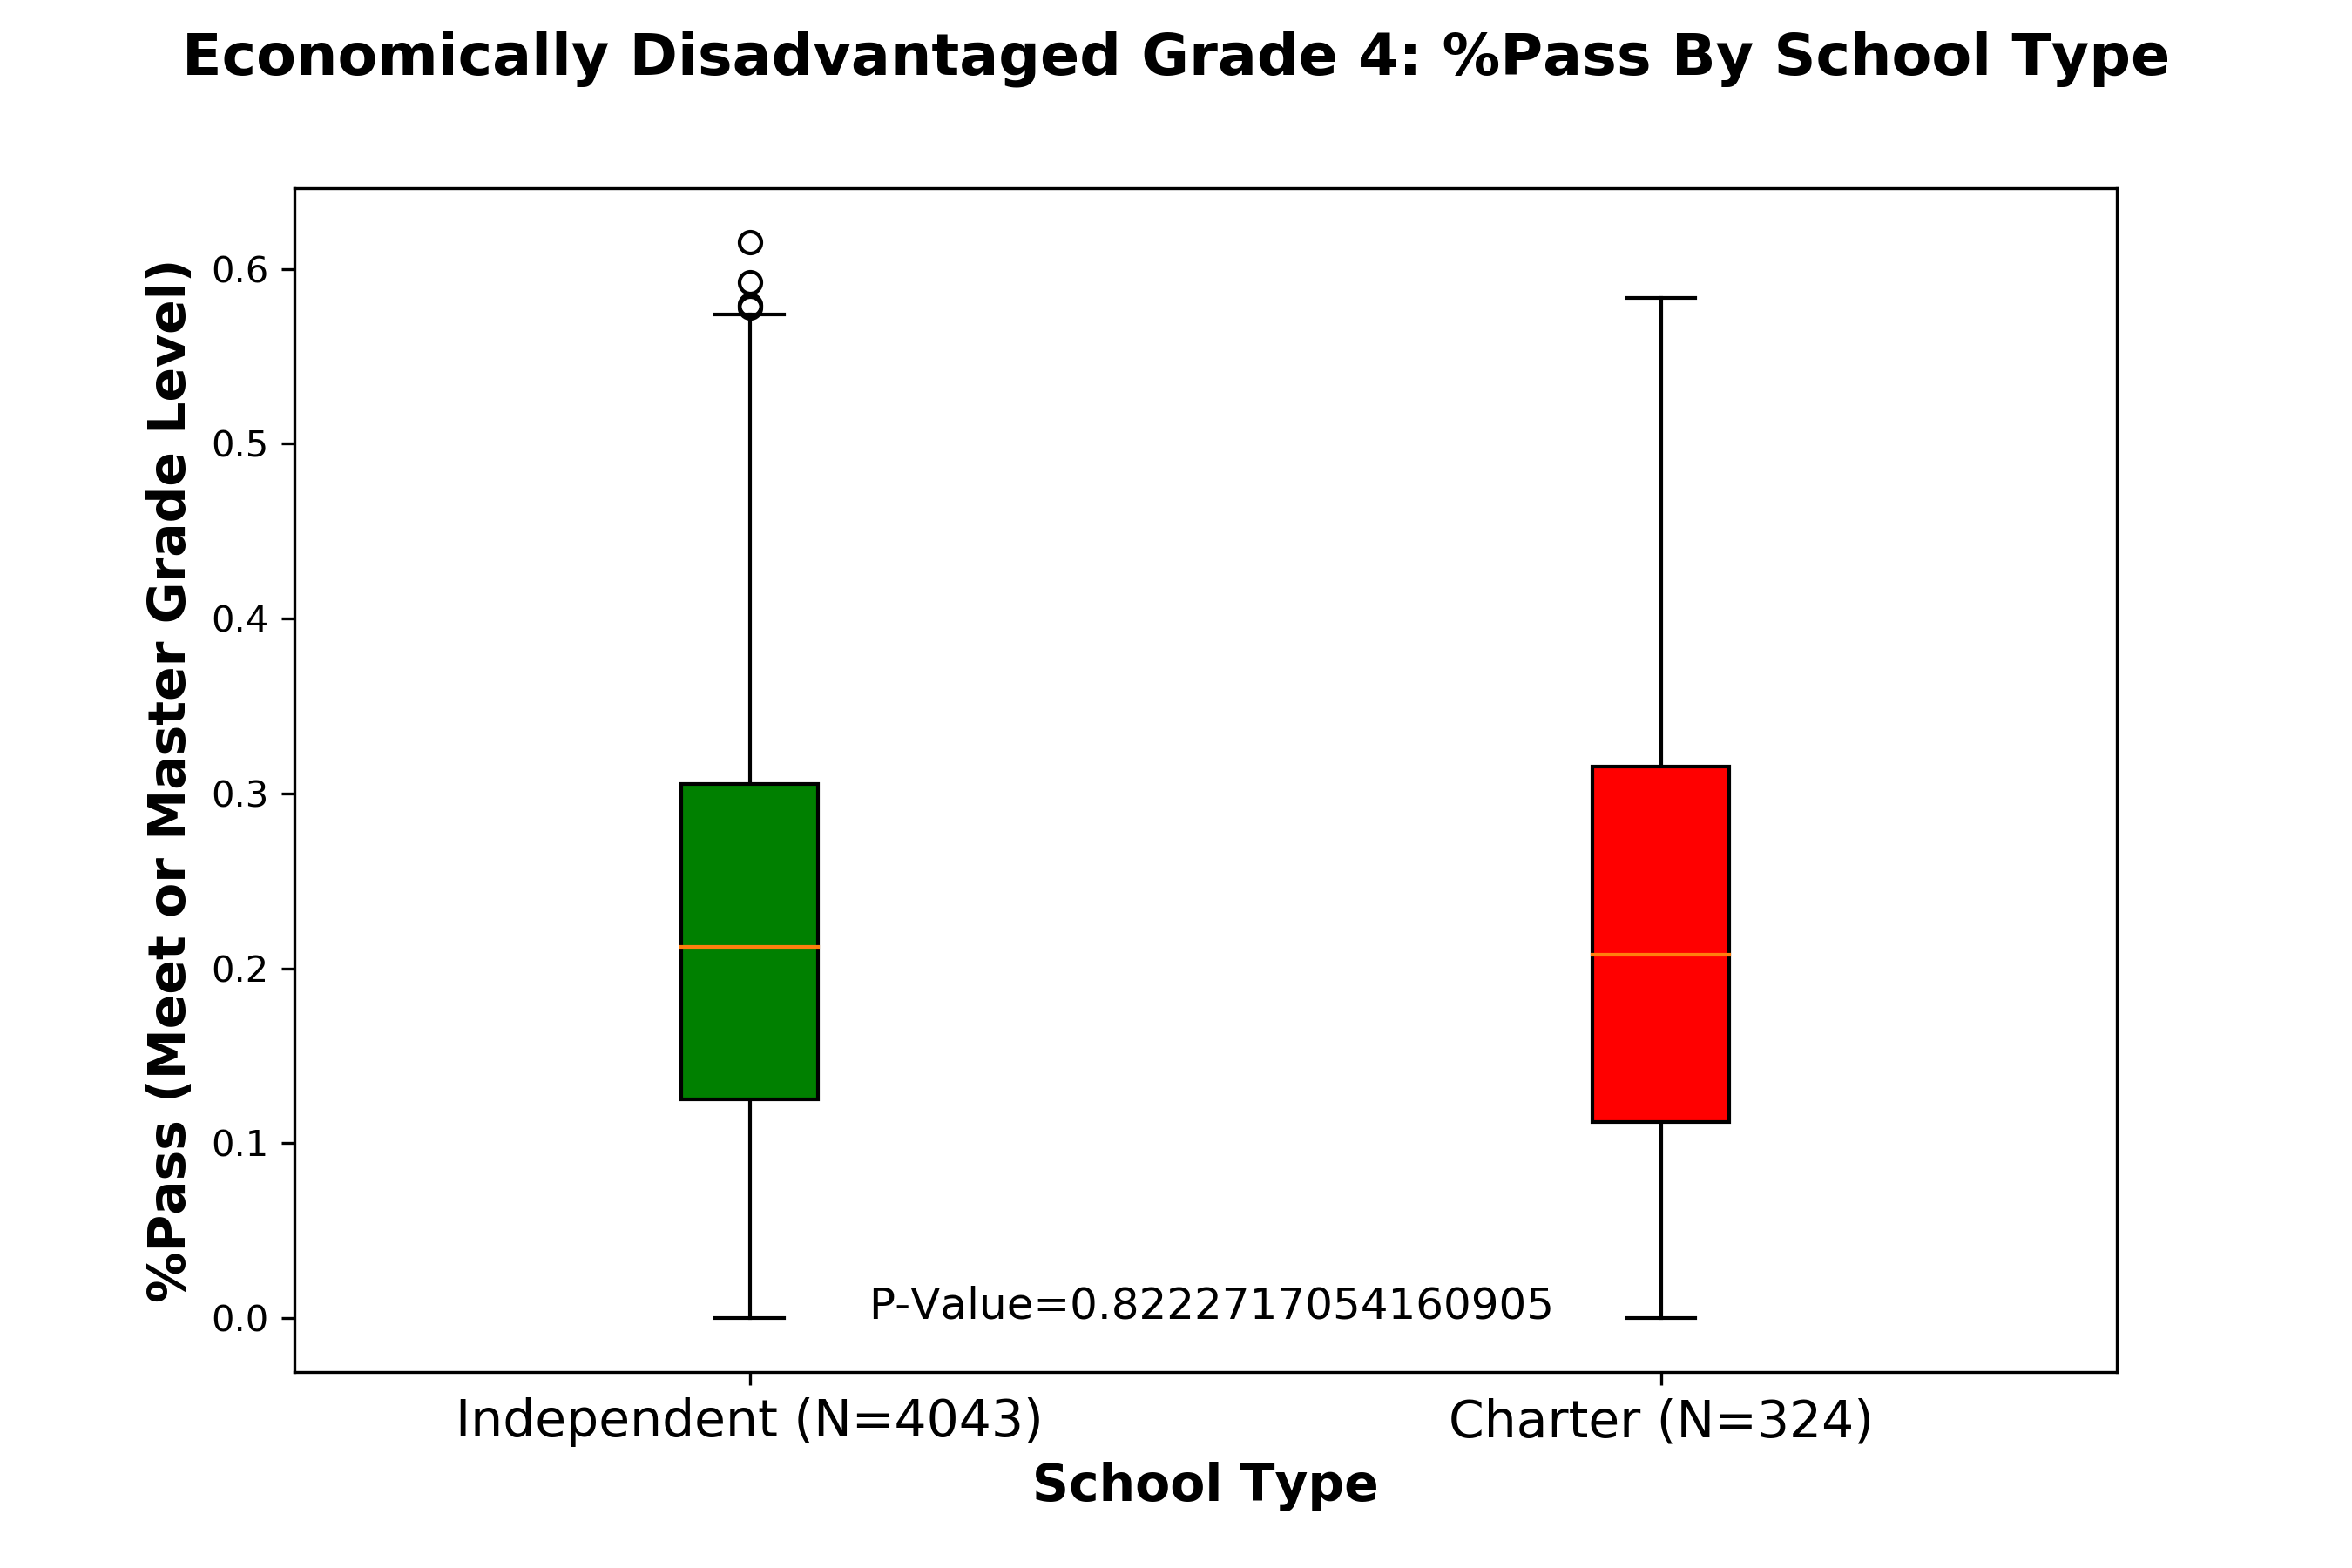 Economically Disadvantaged Grade 4: %Pass By School Type
%Pass (Meet or Master Grade Level)
0.6
0.5
0.4
0.3
0.2
0.1
0.0
P-Value=0.8222717054160905
Independent (N=4043)
Charter (N=324)
School Type